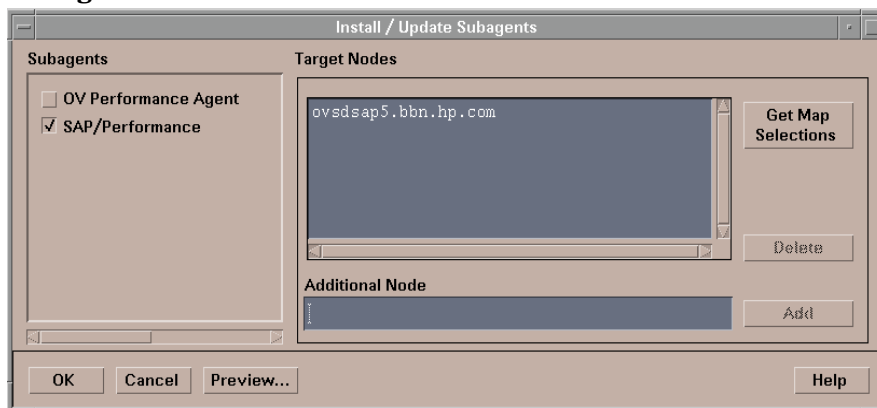 Install / Update Subagents
Subagents
Target Nodes
OV Performance Agent
SAP/Performance
ovsdsap5.bbn.hp.com
Get Map
Selections
Delete
Additional Node
Add
OK
Cancel
Preview...
Help